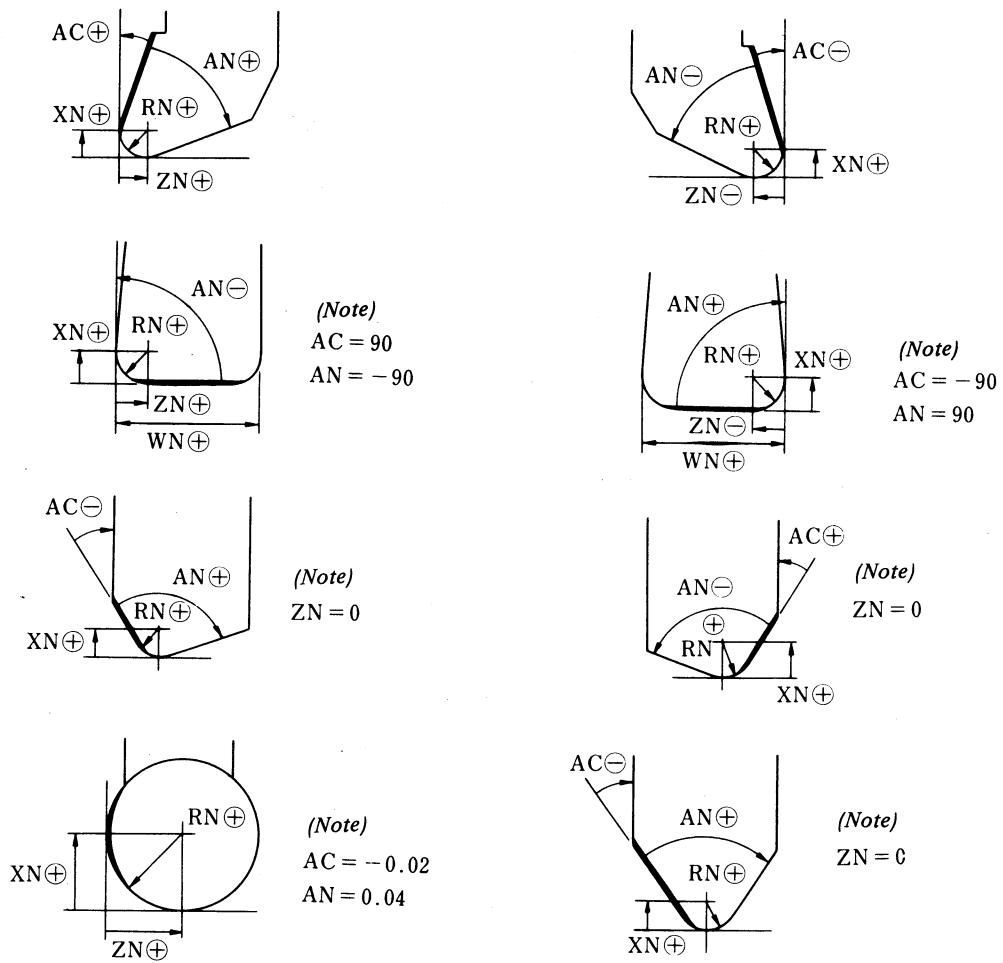 AC⊕
AN⊕
XN⊕
RN⊕
ZN⊕
AC⊖
AN⊖
RN⊕
XN⊕
ZN⊖
AN⊖
XN⊕
RN⊕
ZN⊕
WN⊕
(Note)
AC = 90
AN = −90
AN⊕
RN⊕
XN⊕
ZN⊖
WN⊕
(Note)
AC = −90
AN = 90
AC⊖
AN⊕
RN⊕
XN⊕
(Note)
ZN = 0
AC⊕
AN⊖
⊕
RN
XN⊕
(Note)
ZN = 0
RN⊕
XN⊕
ZN⊕
(Note)
AC = −0.02
AN = 0.04
AC⊖
AN⊕
RN⊕
XN⊕
(Note)
ZN = 0